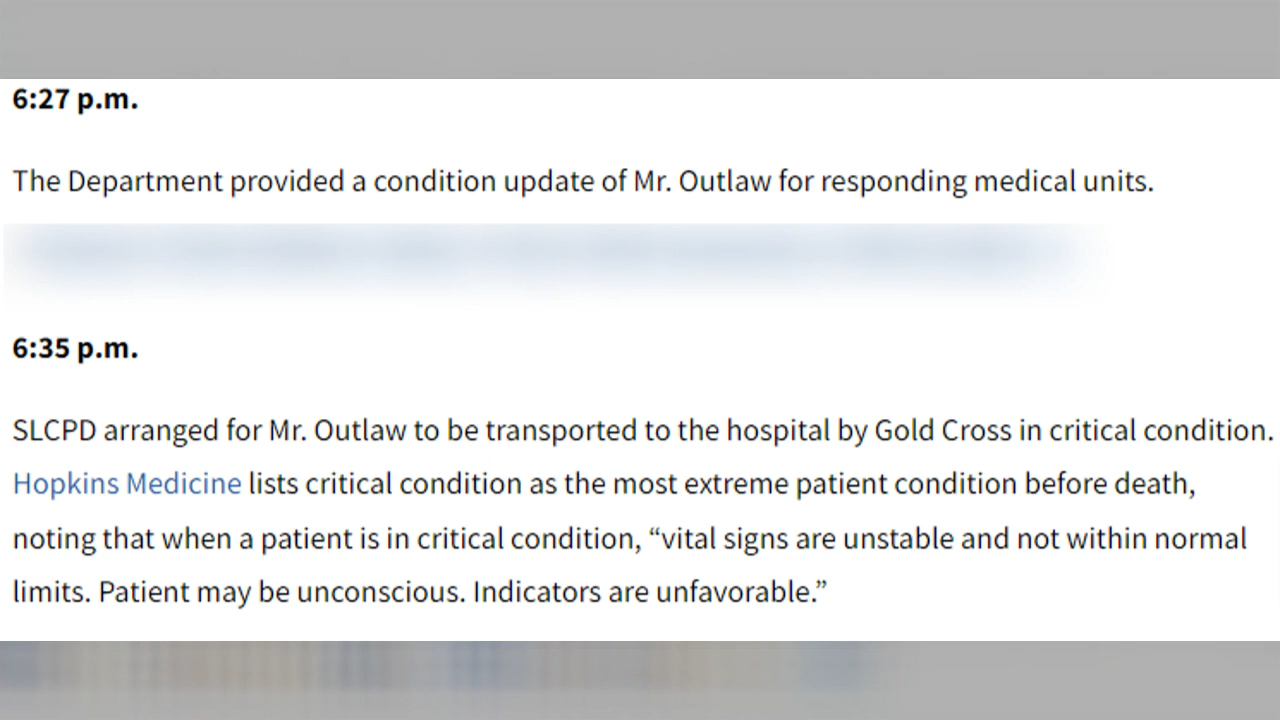 6:27 p.m.
The Department provided a condition update of Mr. Outlaw for responding medical units.
6:35 p.m.
SLCPD arranged for Mr. Outlaw to be transported to the hospital by Gold Cross in critical condition.
Hopkins Medicine lists critical condition as the most extreme patient condition before death,
noting that when a patient is in critical condition, “vital signs are unstable and not within normal
limits. Patient may be unconscious. Indicators are unfavorable.”